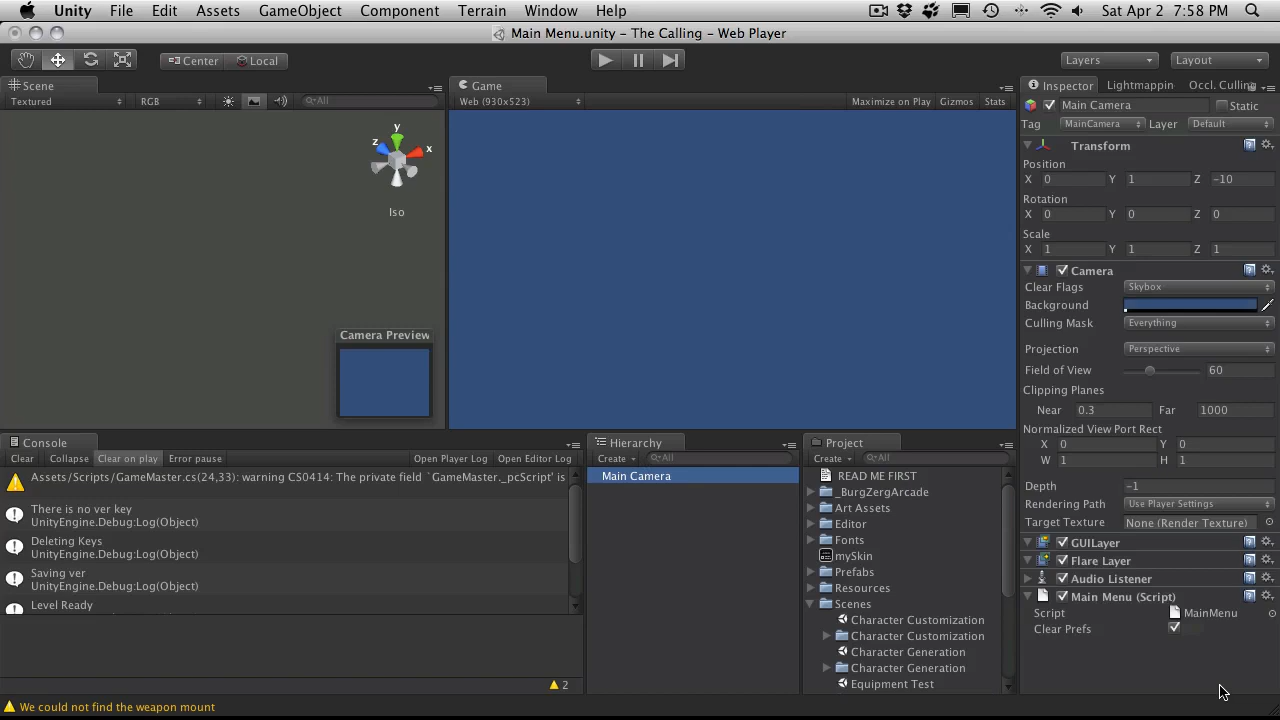 Unity File Edit Assets GameObject Component Terrain Window Help Sat Apr 2 7:58 PM
Main Menu.unity – The Calling – Web Player
Center Local Layers Layout
Scene
Textured RGB All
y
z x
Iso
Camera Preview
Game
Web (930x523) Maximize on Play Gizmos Stats
Console
Clear Collapse Clear on play Error pause Open Player Log Open Editor Log
Assets/Scripts/GameMaster.cs(24,33): warning CS0414: The private field `GameMaster._pcScript' is
There is no ver key
UnityEngine.Debug:Log(Object)
Deleting Keys
UnityEngine.Debug:Log(Object)
Saving ver
UnityEngine.Debug:Log(Object)
Level Ready
2
We could not find the weapon mount
Hierarchy
Create All
Main Camera
Project
Create All
READ ME FIRST
_BurgZergArcade
Art Assets
Editor
Fonts
mySkin
Prefabs
Resources
Scenes
Character Customization
Character Customization
Character Generation
Character Generation
Equipment Test
Inspector Lightmappin Occl. Culling
Main Camera Static
Tag MainCamera Layer Default
Transform
Position
X 0 Y 1 Z -10
Rotation
X 0 Y 0 Z 0
Scale
X 1 Y 1 Z 1
Camera
Clear Flags Skybox
Background
Culling Mask Everything
Projection Perspective
Field of View 60
Clipping Planes
Near 0.3 Far 1000
Normalized View Port Rect
X 0 Y 0
W 1 H 1
Depth -1
Rendering Path Use Player Settings
Target Texture None (Render Texture)
GUILayer
Flare Layer
Audio Listener
Main Menu (Script)
Script MainMenu
Clear Prefs